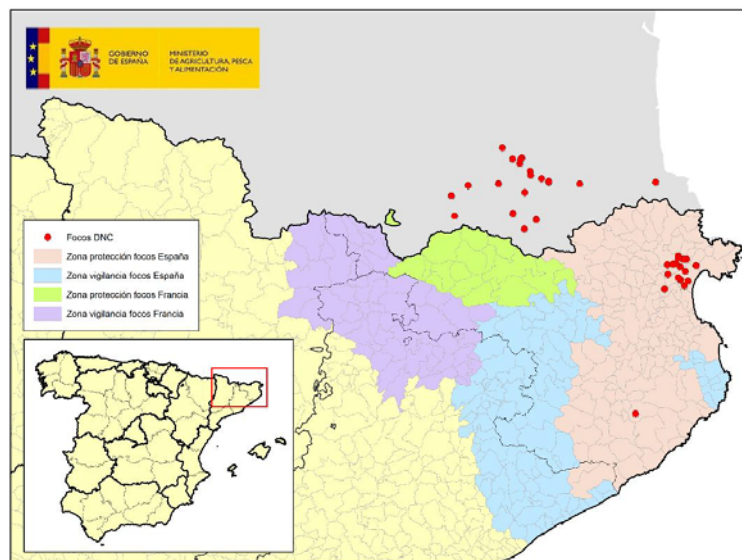 GOBIERNO
DE ESPAÑA
MINISTERIO
DE AGRICULTURA, PESCA
Y ALIMENTACIÓN
Focos DNC
Zona protección focos España
Zona vigilancia focos España
Zona protección focos Francia
Zona vigilancia focos Francia